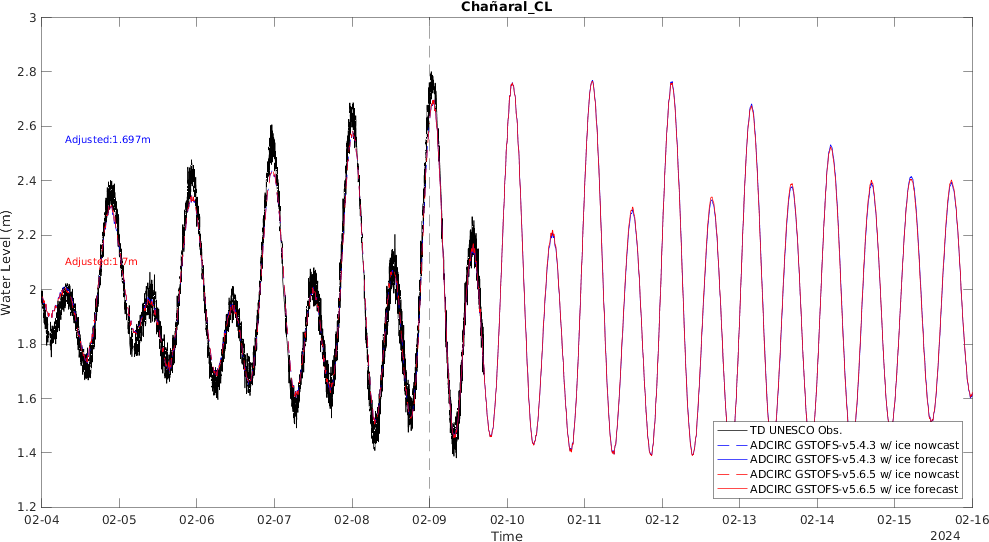 Chañaral_CL
3
2.8
2.6
2.4
2.2
2
1.8
1.6
1.4
1.2
Water Level (m)
Adjusted:1.697m
Adjusted:1.7m
TD UNESCO Obs.
ADCIRC GSTOFS-v5.4.3 w/ ice nowcast
ADCIRC GSTOFS-v5.4.3 w/ ice forecast
ADCIRC GSTOFS-v5.6.5 w/ ice nowcast
ADCIRC GSTOFS-v5.6.5 w/ ice forecast
02-04 02-05 02-06 02-07 02-08 02-09 02-10 02-11 02-12 02-13 02-14 02-15 02-16
Time
2024